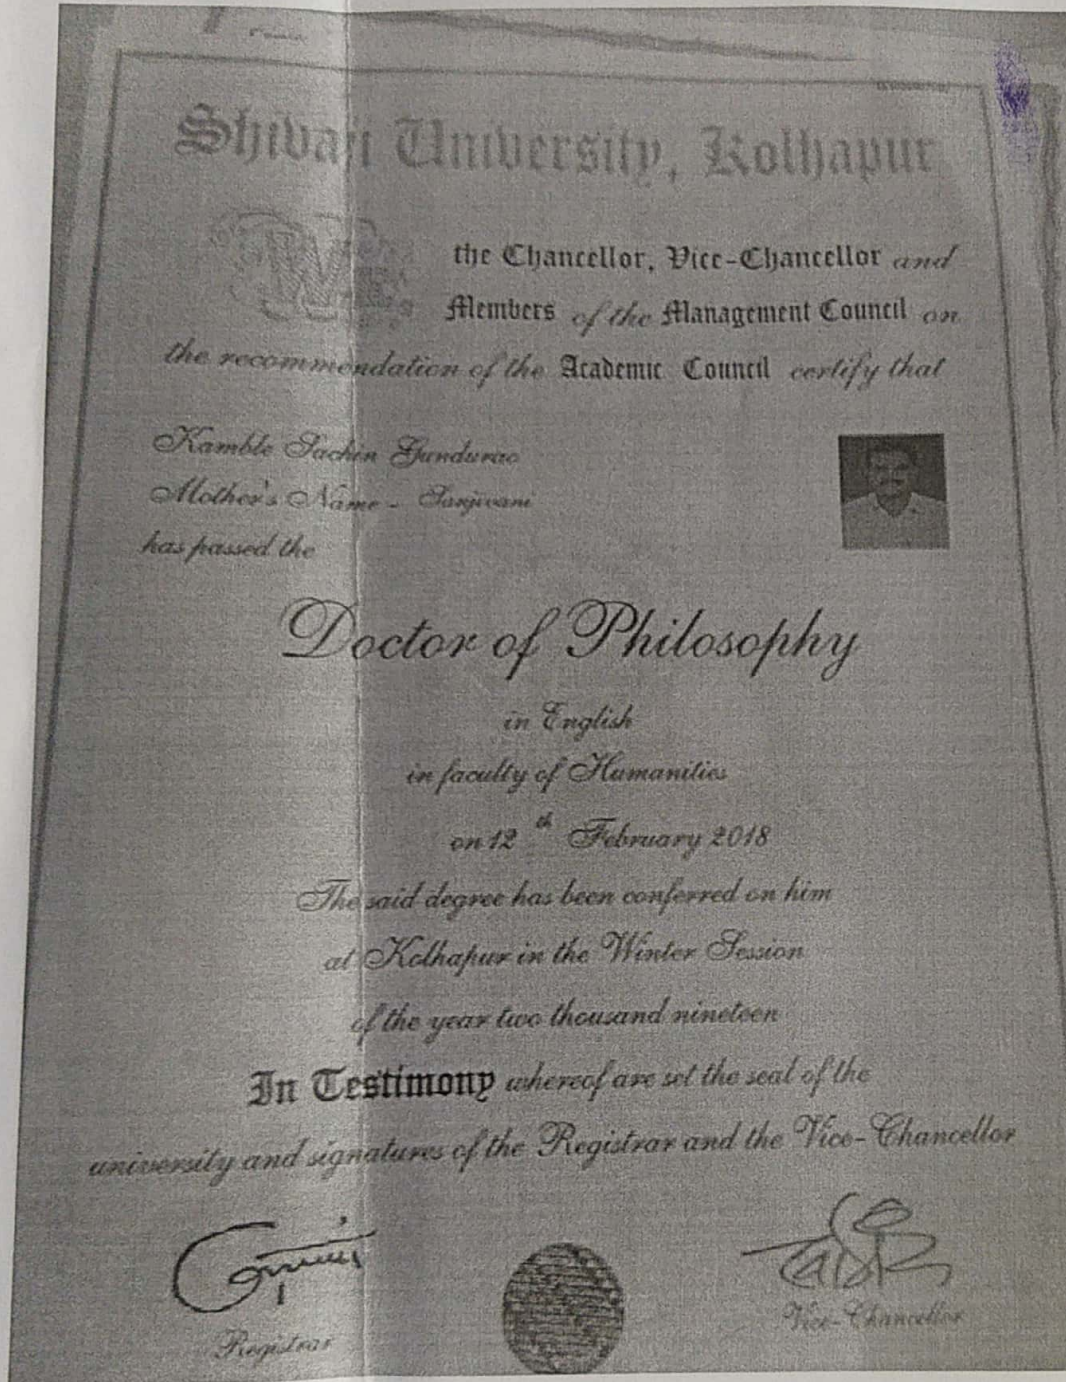 Shivaji University, Kolhapur
We, the Chancellor, Vice-Chancellor and
Members of the Management Council on
the recommendation of the Academic Council certify that
Kamble Sachin Gundurao
Mother's Name - Sanjivani
has passed the
Doctor of Philosophy
in English
in faculty of Humanities
on 12th February 2018
The said degree has been conferred on him
at Kolhapur in the Winter Session
of the year two thousand nineteen
In Testimony whereof are set the seal of the
university and signatures of the Registrar and the Vice-Chancellor
Registrar
Vice-Chancellor